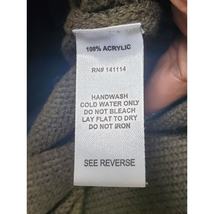 100% ACRYLIC
RN# 141114
HANDWASH
COLD WATER ONLY
DO NOT BLEACH
LAY FLAT TO DRY
DO NOT IRON
SEE REVERSE